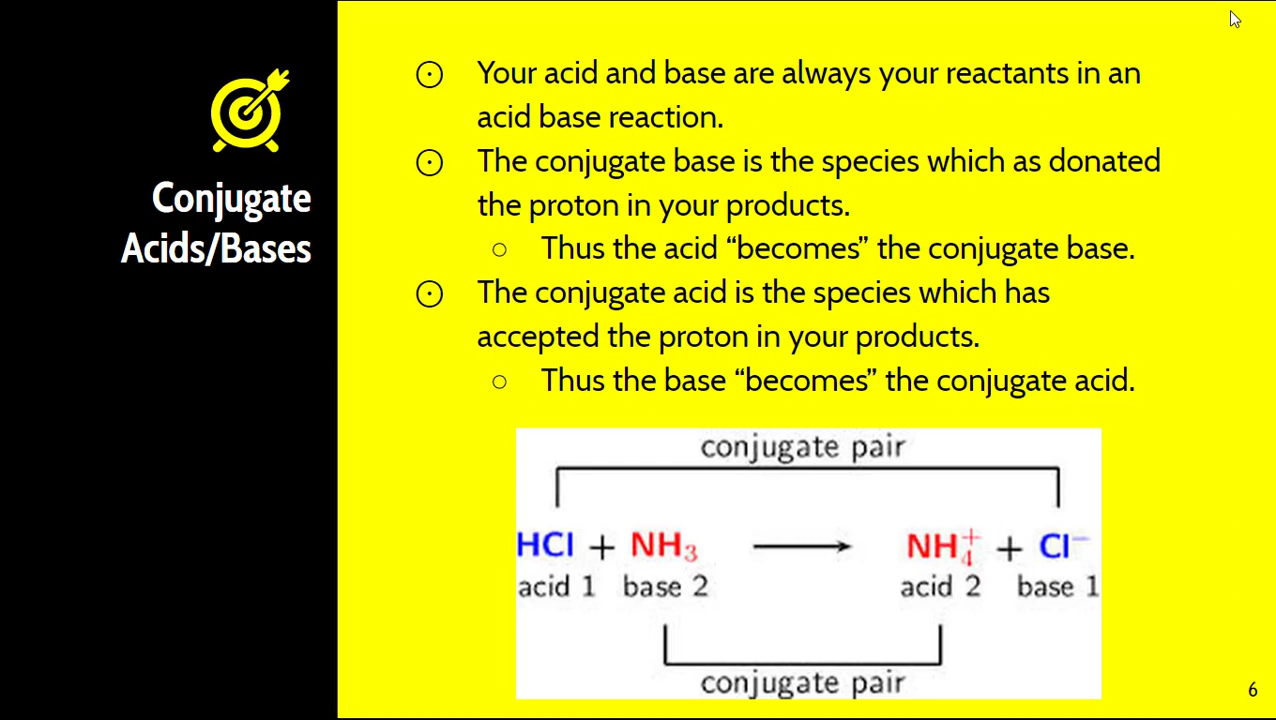 Conjugate
Acids/Bases
⊙ Your acid and base are always your reactants in an
acid base reaction.
⊙ The conjugate base is the species which as donated
the proton in your products.
○ Thus the acid “becomes” the conjugate base.
⊙ The conjugate acid is the species which has
accepted the proton in your products.
○ Thus the base “becomes” the conjugate acid.
conjugate pair
HCl + NH₃ ⟶ NH₄⁺ + Cl⁻
acid 1 base 2 acid 2 base 1
conjugate pair
6